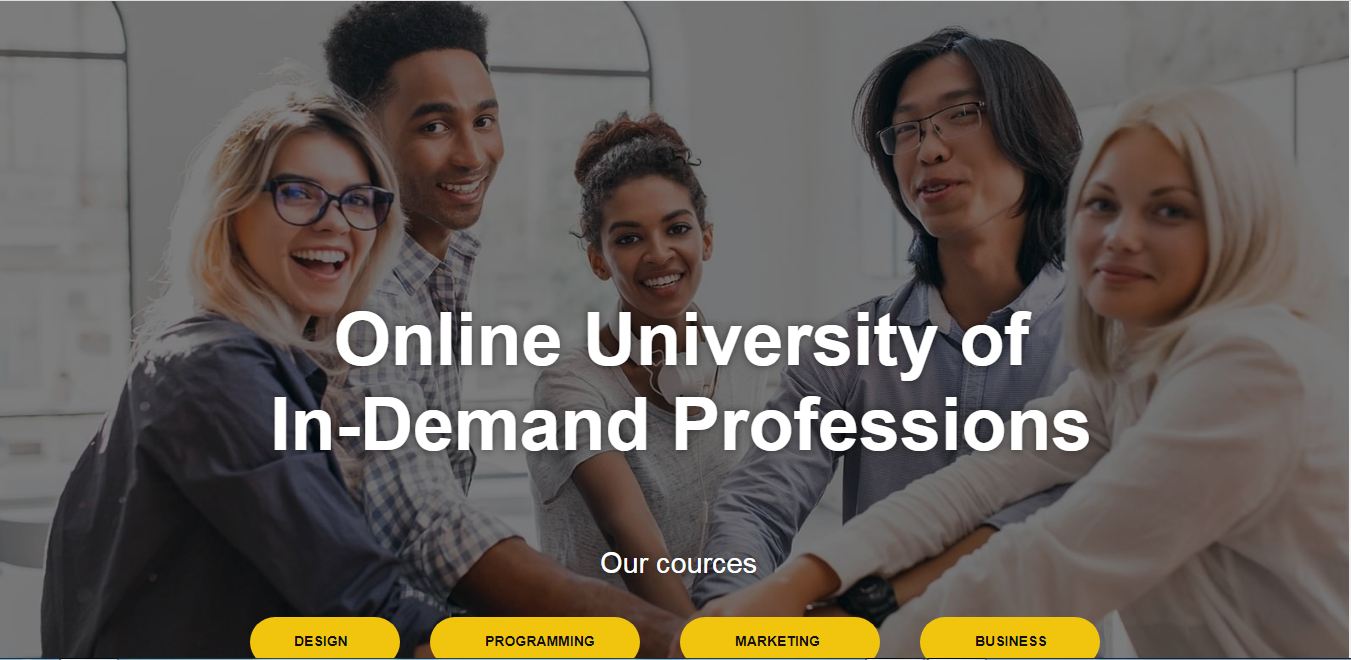 Online University of
In-Demand Professions
Our cources
DESIGN
PROGRAMMING
MARKETING
BUSINESS